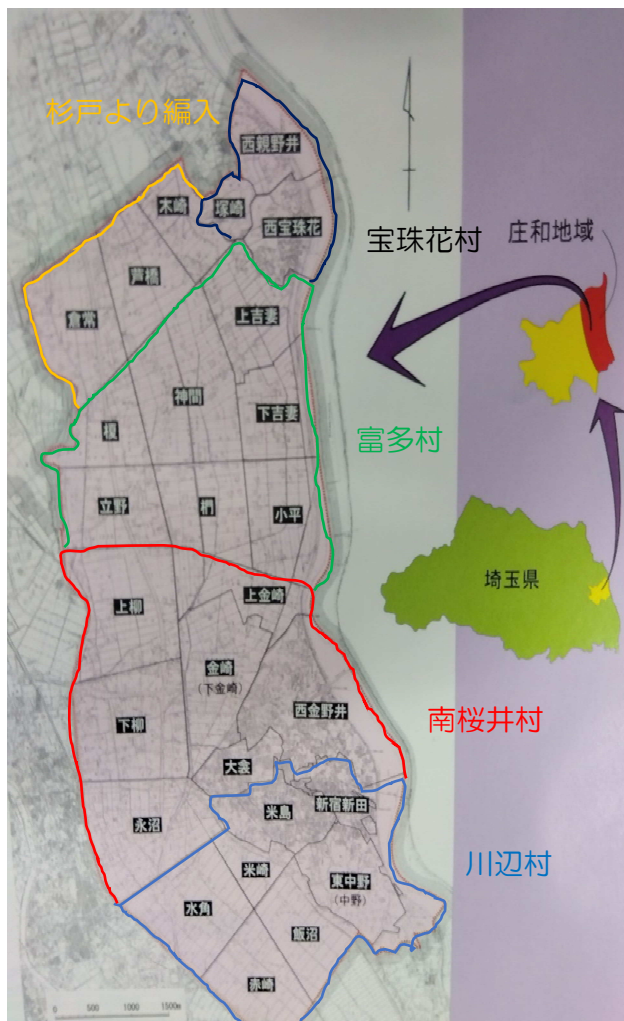 杉戸より編入
西親野井
木崎
塚崎
西宝珠花
宝珠花村
庄和地域
芦橋
倉常
上吉妻
神間
下吉妻
榎
富多村
立野
椚
小平
埼玉県
上柳
上金崎
金崎
(下金崎)
西金野井
南桜井村
下柳
大衾
米島
新宿新田
永沼
川辺村
米崎
東中野
(中野)
水角
飯沼
赤崎
0 500 1000 1500m